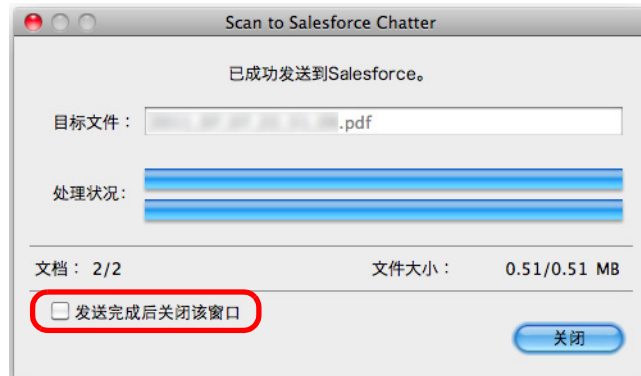 Scan to Salesforce Chatter
已成功发送到Salesforce。
目标文件： .pdf
处理状况：
文档： 2/2 文件大小： 0.51/0.51 MB
发送完成后关闭该窗口
关闭